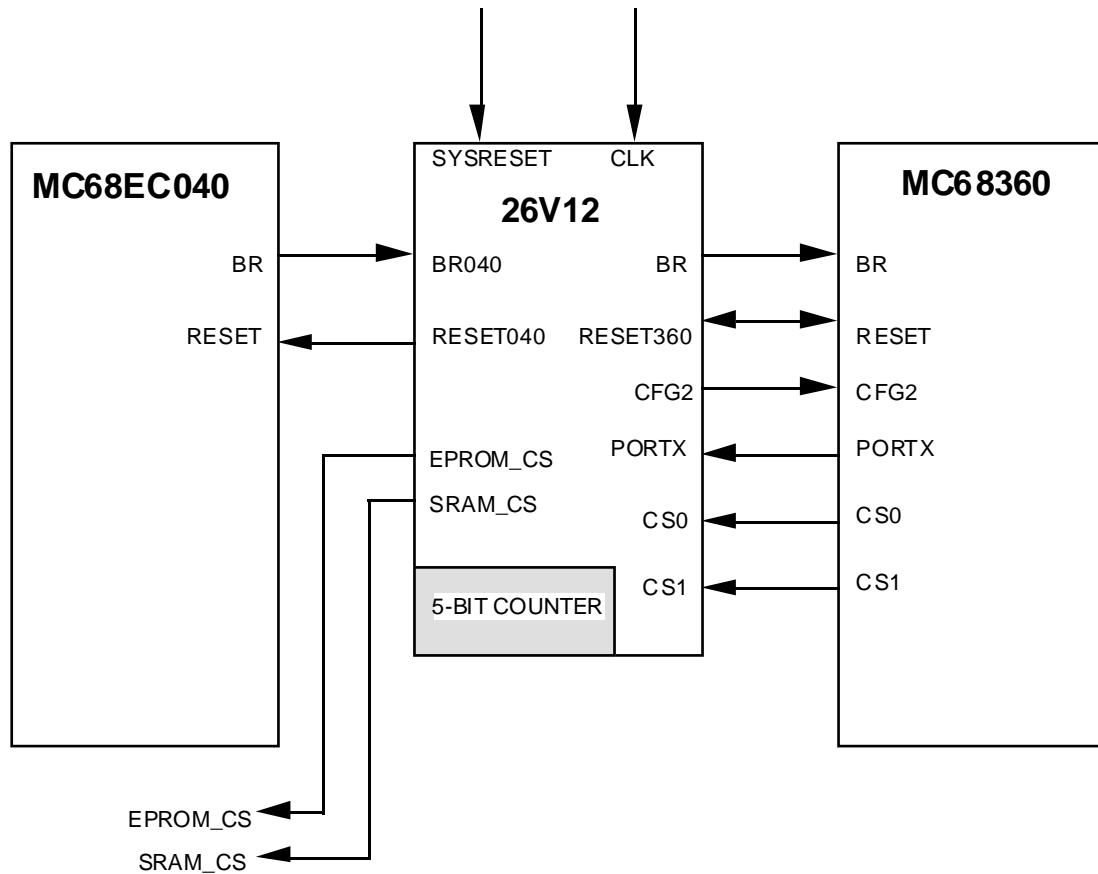 SYSRESET
CLK
MC68EC040
26V12
MC68360
BR
BR040
BR
BR
RESET
RESET040
RESET360
RESET
CFG2
CFG2
EPROM_CS
PORTX
PORTX
SRAM_CS
CS0
CS0
5-BIT COUNTER
CS1
CS1
EPROM_CS
SRAM_CS